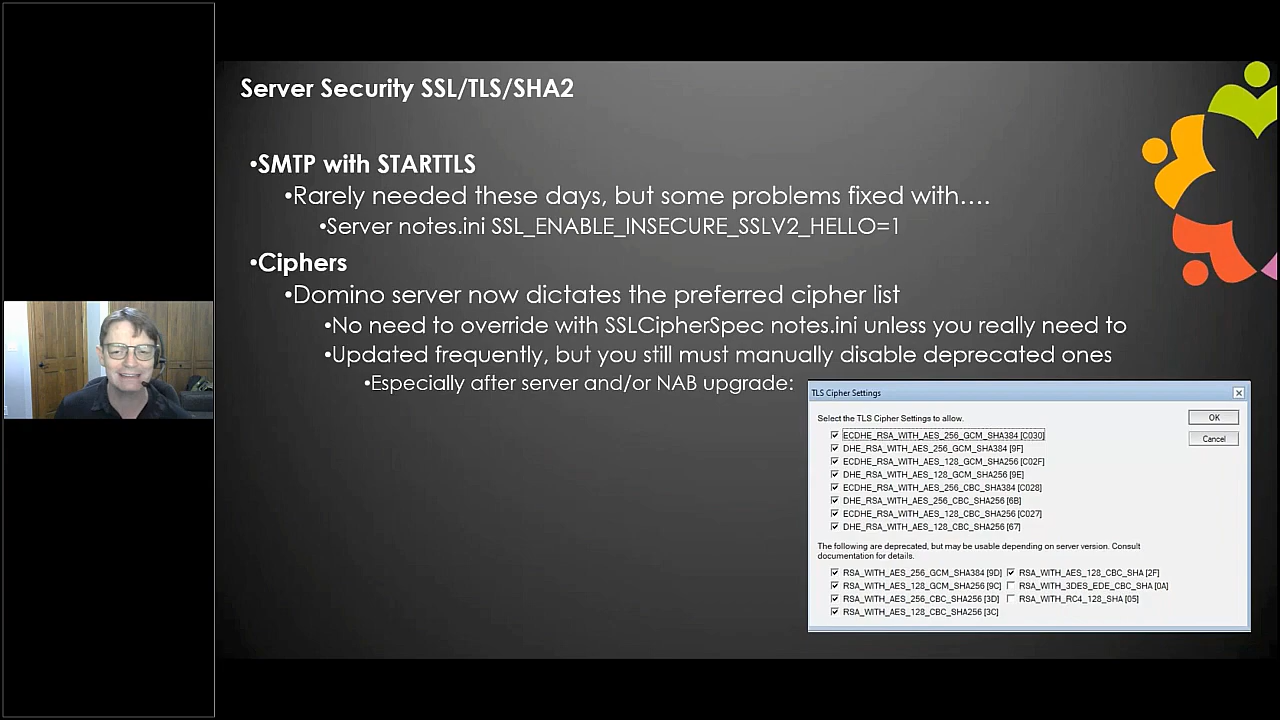 Server Security SSL/TLS/SHA2
•SMTP with STARTTLS
•Rarely needed these days, but some problems fixed with….
•Server notes.ini SSL_ENABLE_INSECURE_SSLV2_HELLO=1
•Ciphers
•Domino server now dictates the preferred cipher list
•No need to override with SSLCipherSpec notes.ini unless you really need to
•Updated frequently, but you still must manually disable deprecated ones
•Especially after server and/or NAB upgrade:
TLS Cipher Settings
Select the TLS Cipher Settings to allow.
OK
Cancel
ECDHE_RSA_WITH_AES_256_GCM_SHA384 [C030]
DHE_RSA_WITH_AES_256_GCM_SHA384 [9F]
ECDHE_RSA_WITH_AES_128_GCM_SHA256 [C02F]
DHE_RSA_WITH_AES_128_GCM_SHA256 [9E]
ECDHE_RSA_WITH_AES_256_CBC_SHA384 [C028]
DHE_RSA_WITH_AES_256_CBC_SHA256 [6B]
ECDHE_RSA_WITH_AES_128_CBC_SHA256 [C027]
DHE_RSA_WITH_AES_128_CBC_SHA256 [67]
The following are deprecated, but may be usable depending on server version. Consult
documentation for details.
RSA_WITH_AES_256_GCM_SHA384 [9D] RSA_WITH_AES_128_CBC_SHA [2F]
RSA_WITH_AES_128_GCM_SHA256 [9C] RSA_WITH_3DES_EDE_CBC_SHA [0A]
RSA_WITH_AES_256_CBC_SHA256 [3D] RSA_WITH_RC4_128_SHA [05]
RSA_WITH_AES_128_CBC_SHA256 [3C]